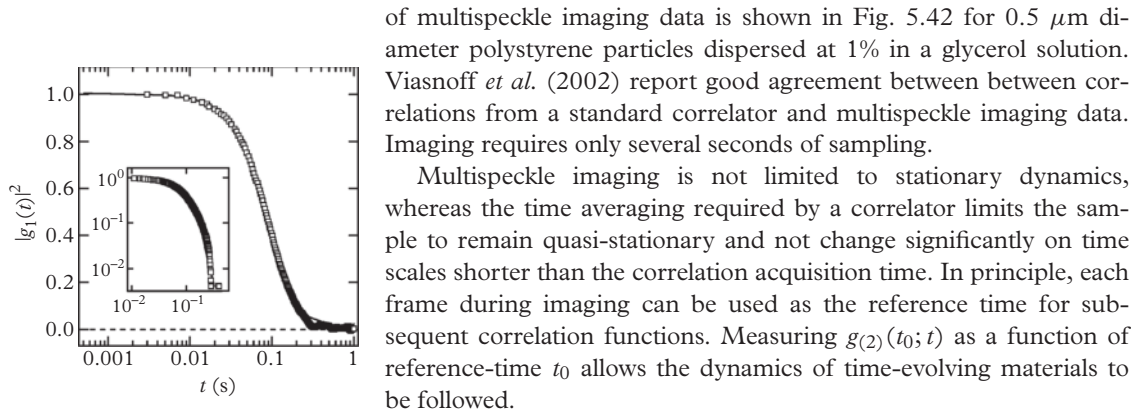 of multispeckle imaging data is shown in Fig. 5.42 for 0.5 μm di-
ameter polystyrene particles dispersed at 1% in a glycerol solution.
Viasnoff et al. (2002) report good agreement between between cor-
relations from a standard correlator and multispeckle imaging data.
Imaging requires only several seconds of sampling.
Multispeckle imaging is not limited to stationary dynamics,
whereas the time averaging required by a correlator limits the sam-
ple to remain quasi-stationary and not change significantly on time
scales shorter than the correlation acquisition time. In principle, each
frame during imaging can be used as the reference time for sub-
sequent correlation functions. Measuring g(2)(t0; t) as a function of
reference-time t0 allows the dynamics of time-evolving materials to
be followed.
|g1(t)|²
1.0
0.8
0.6
0.4
0.2
0.0
10⁰
10⁻¹
10⁻²
10⁻² 10⁻¹
0.001 0.01 0.1 1
t (s)